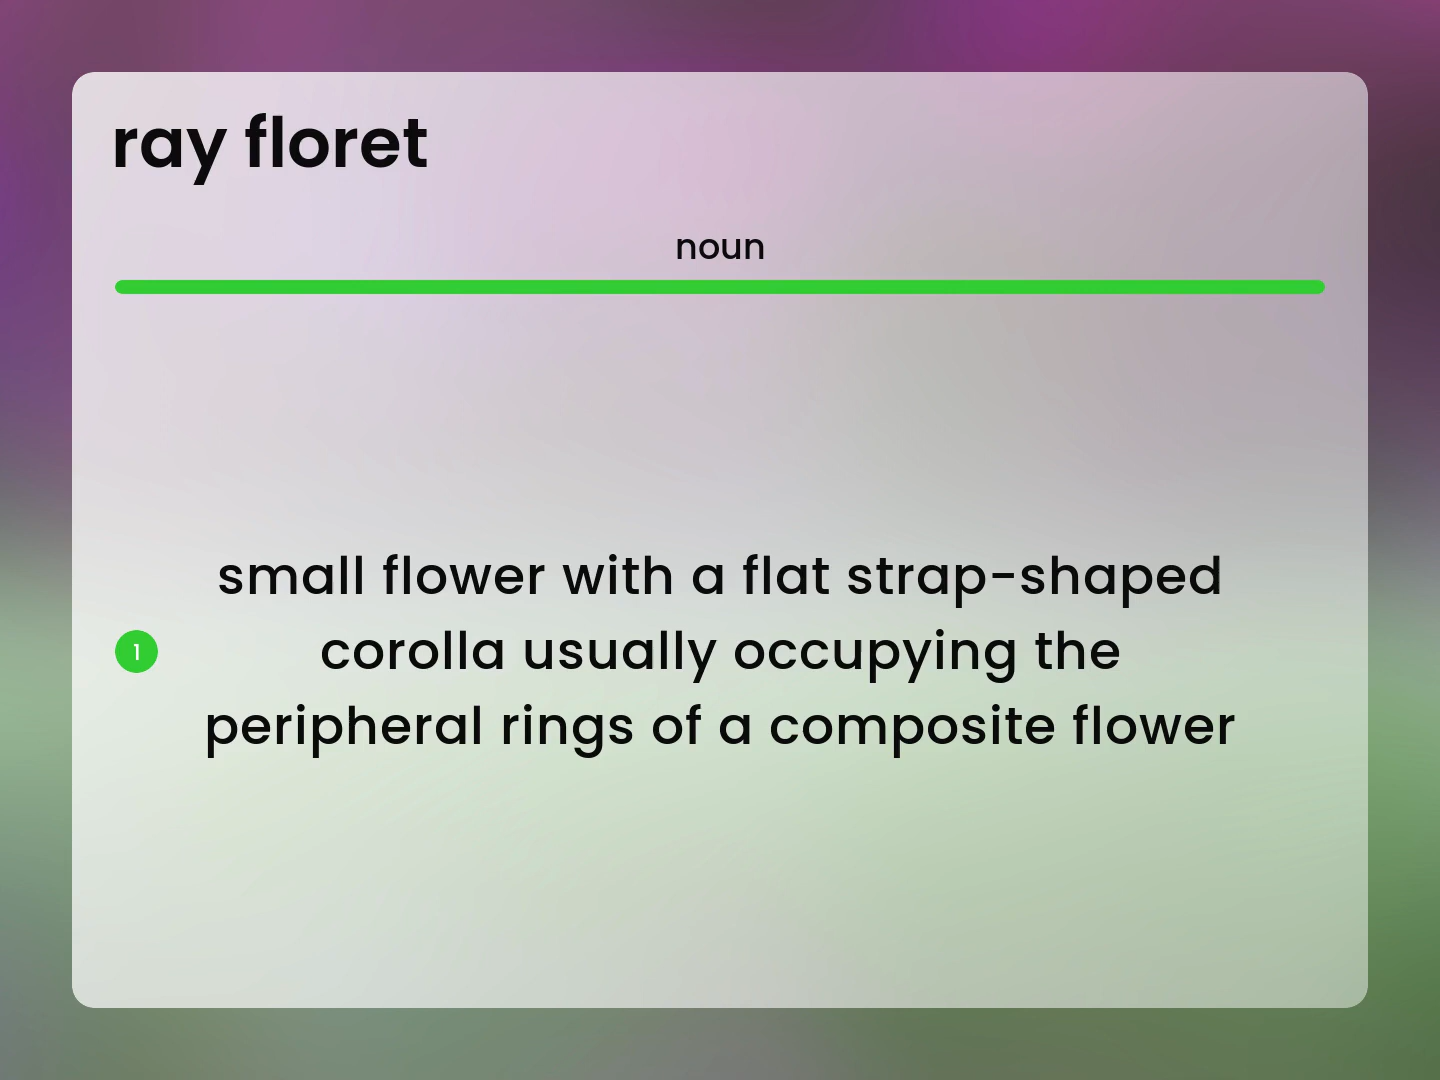 ray floret
noun
small flower with a flat strap-shaped
1
corolla usually occupying the
peripheral rings of a composite flower